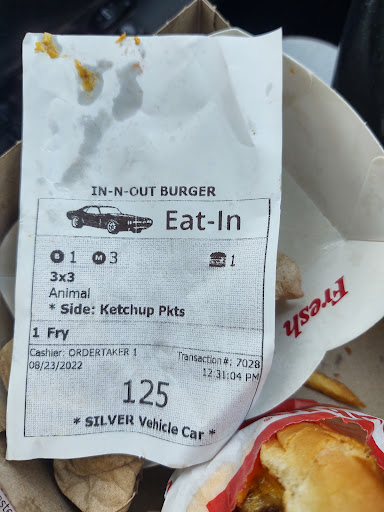 IN-N-OUT BURGER
Eat-In
B 1 M 3 1
3x3
Animal
* Side: Ketchup Pkts
1 Fry
Cashier: ORDERTAKER 1 Transaction #: 7028
08/23/2022 12:31:04 PM
125
* SILVER Vehicle Car *
Fresh